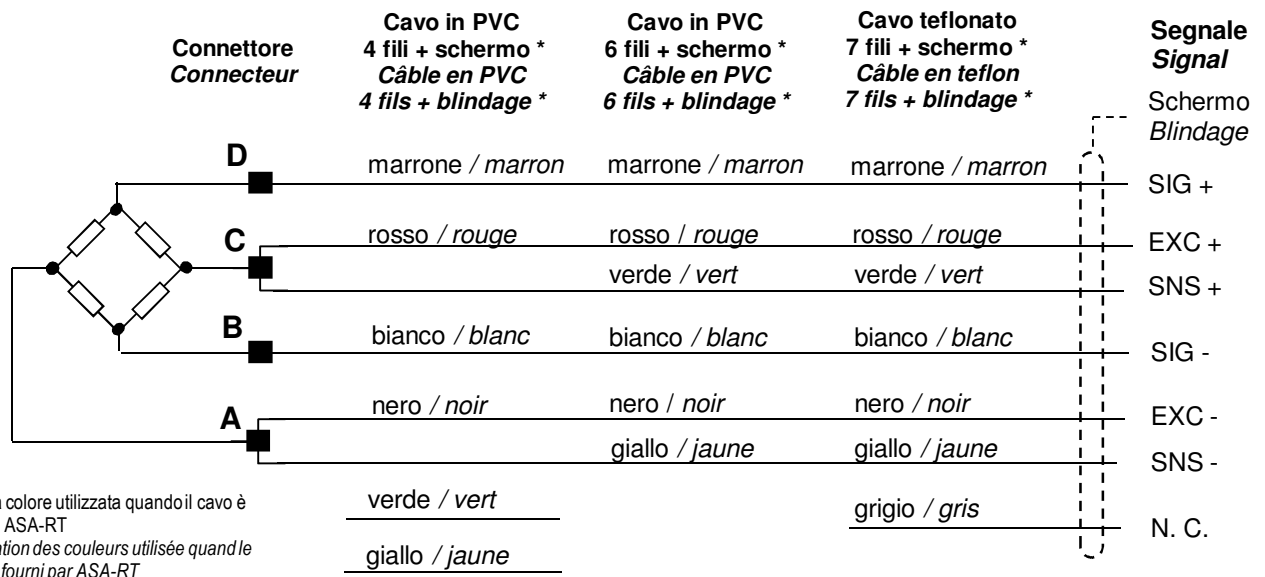 Connettore
Connecteur
Cavo in PVC
4 fili + schermo *
Câble en PVC
4 fils + blindage *
Cavo in PVC
6 fili + schermo *
Câble en PVC
6 fils + blindage *
Cavo teflonato
7 fili + schermo *
Câble en teflon
7 fils + blindage *
Segnale
Signal
Schermo
Blindage
D
marrone / marron
marrone / marron
marrone / marron
SIG +
C
rosso / rouge
rosso / rouge
rosso / rouge
EXC +
verde / vert
verde / vert
SNS +
B
bianco / blanc
bianco / blanc
bianco / blanc
SIG -
A
nero / noir
nero / noir
nero / noir
EXC -
giallo / jaune
giallo / jaune
SNS -
colore utilizzata quando il cavo è
ASA-RT
des couleurs utilisée quand le
fourni par ASA-RT
verde / vert
giallo / jaune
grigio / gris
N. C.